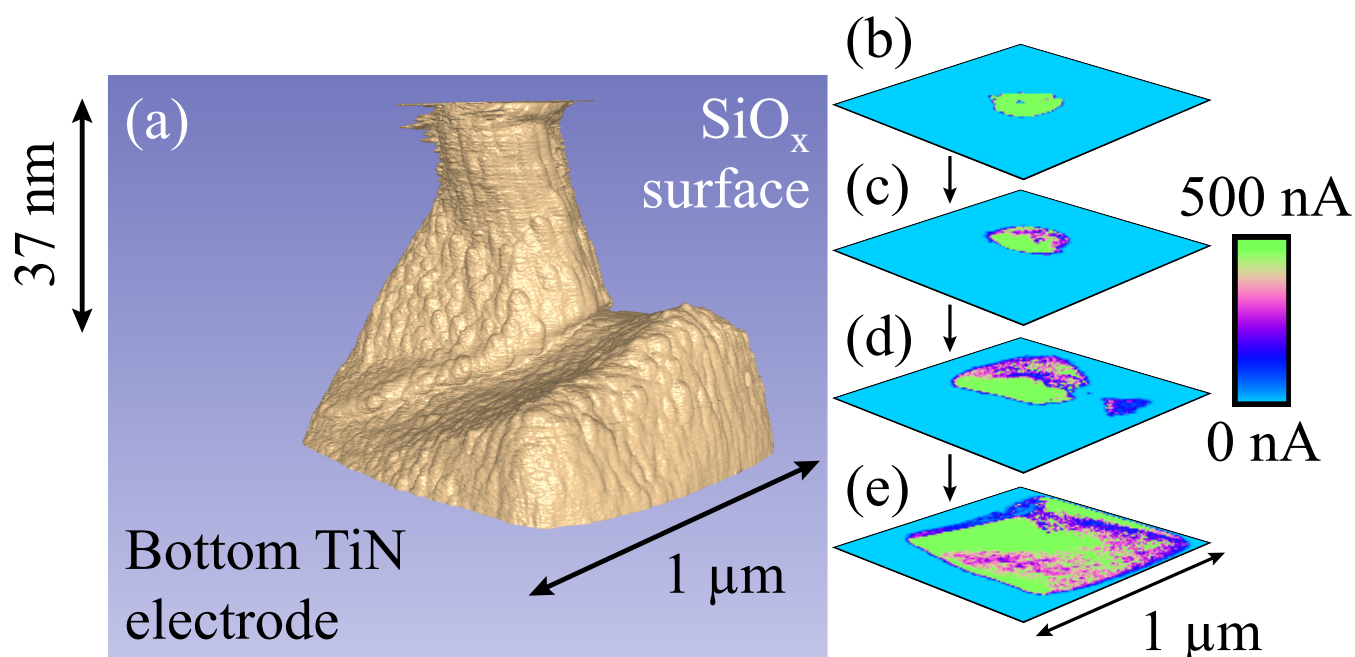 (a)
SiOx
surface
37 nm
Bottom TiN
electrode
1 µm
(b)
(c)
(d)
(e)
500 nA
0 nA
1 µm